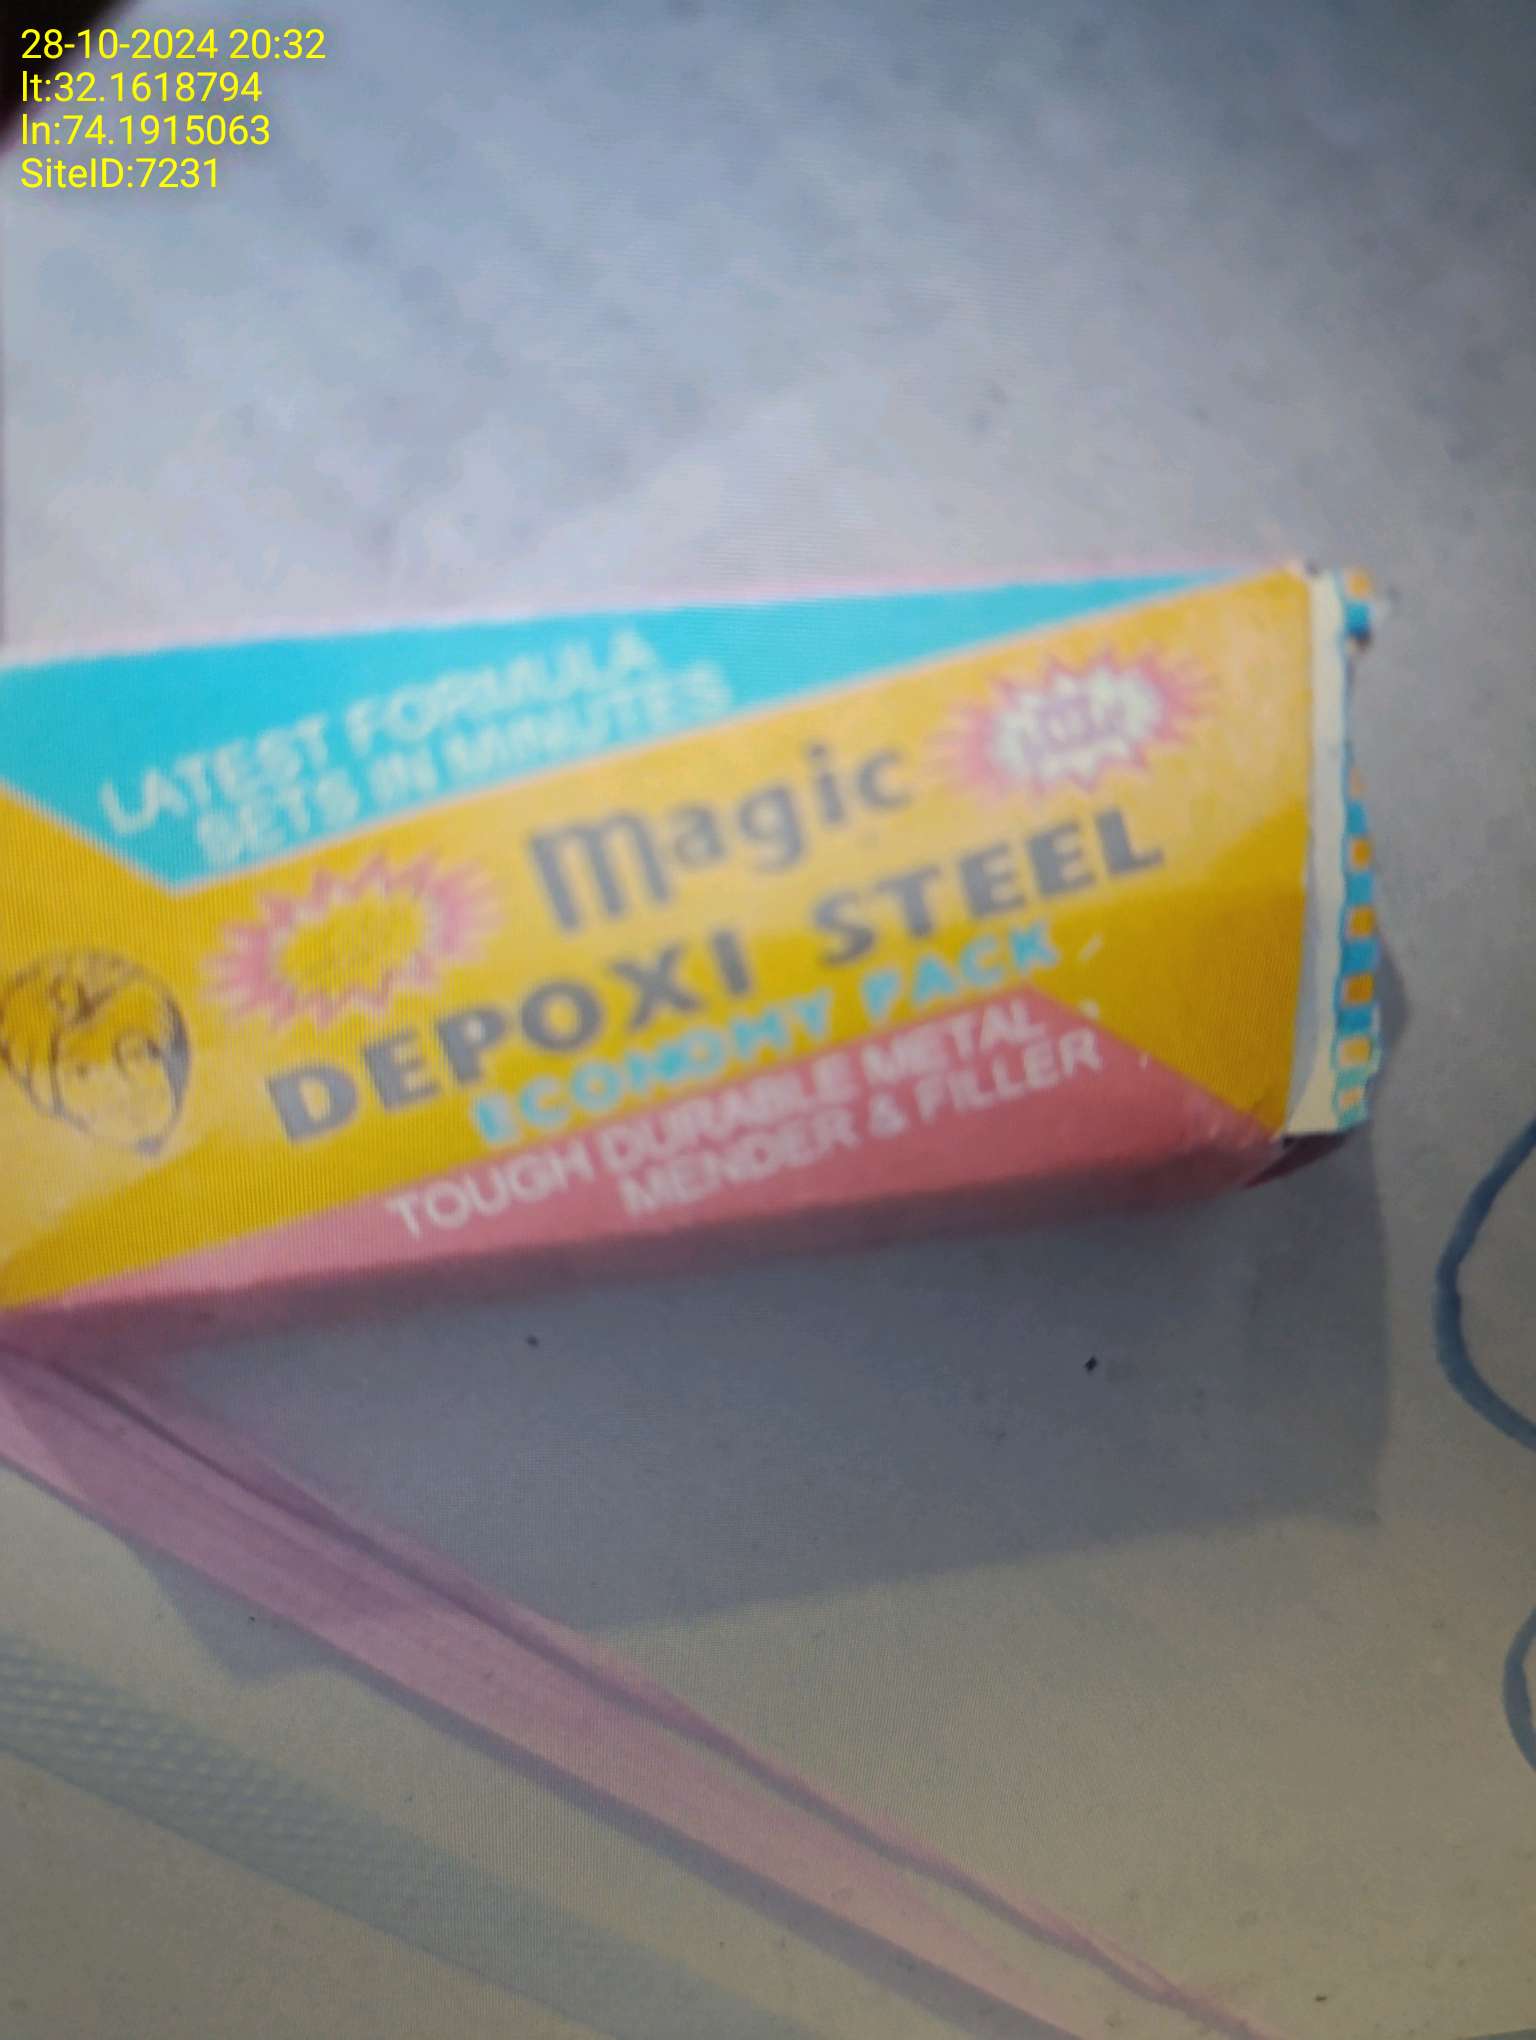 28-10-2024 20:32
lt:32.1618794
ln:74.1915063
SiteID:7231
LATEST FORMULA
SETS IN MINUTES
Magic
DEPOXI STEEL
ECONOMY PACK
TOUGH DURABLE METAL
MENDER & FILLER